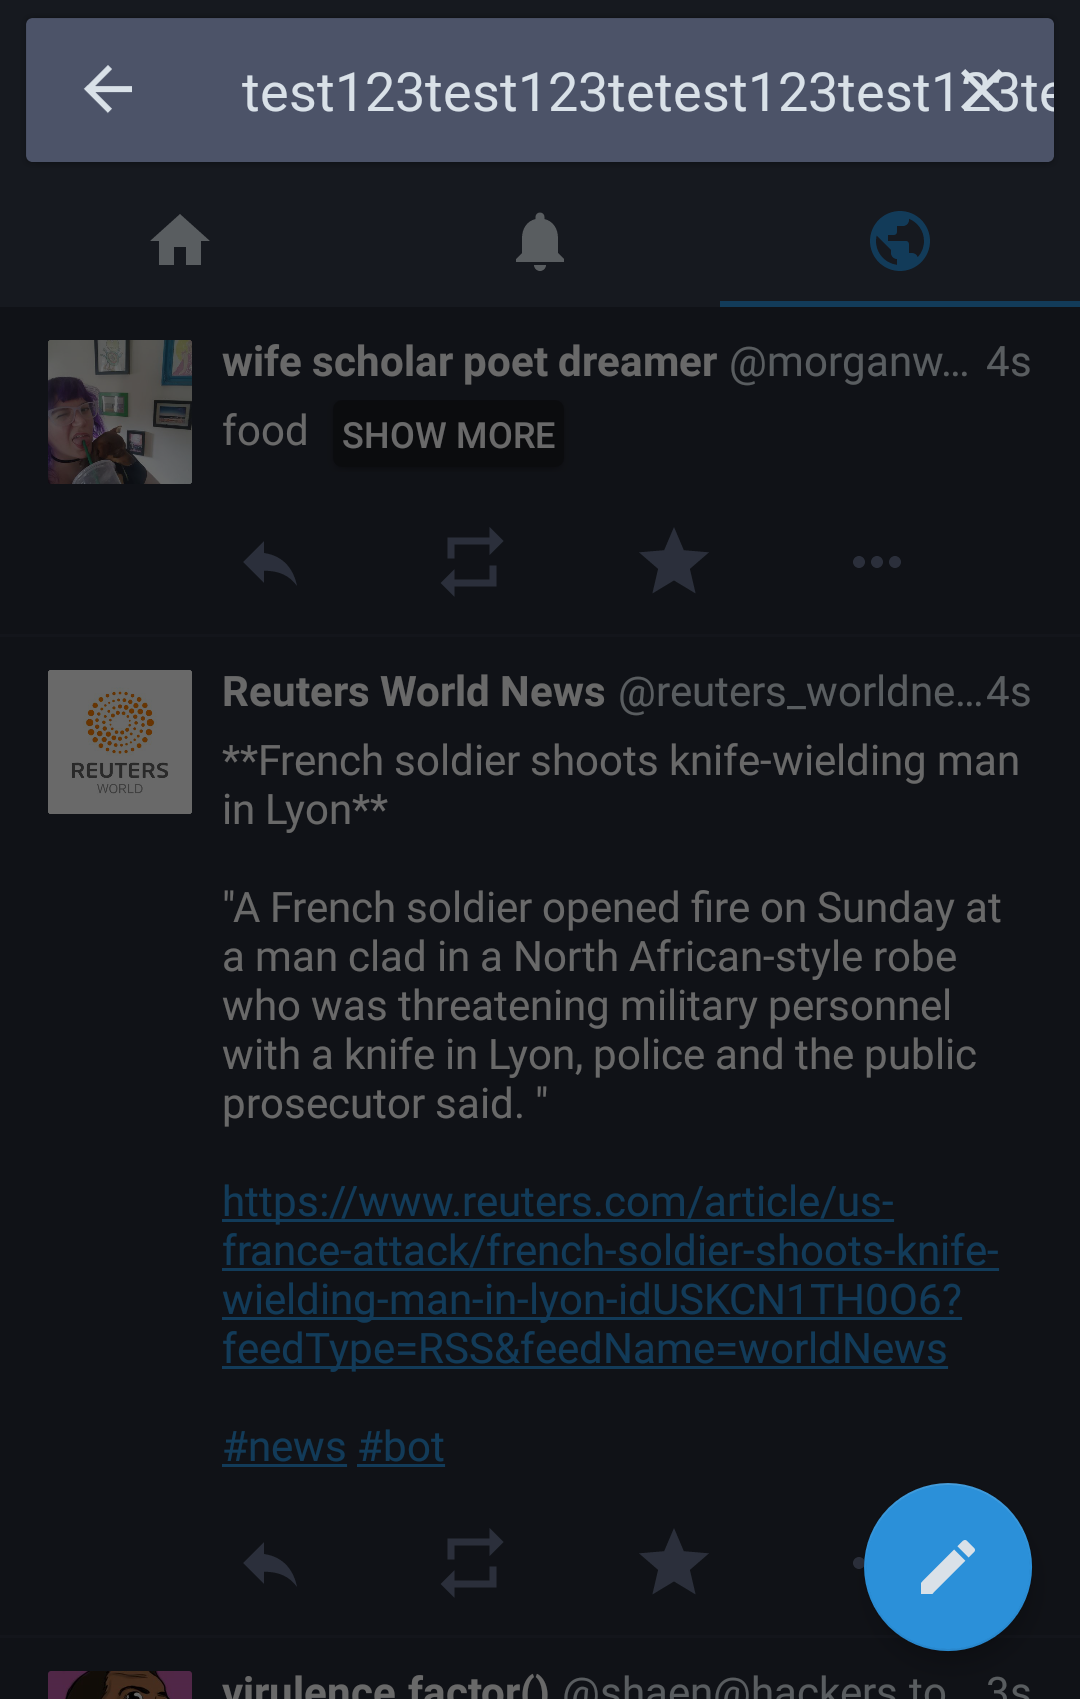 test123test123tetest123test123te
wife scholar poet dreamer @morganw... 4s
food SHOW MORE
REUTERS
WORLD
Reuters World News @reuters_worldne... 4s
**French soldier shoots knife-wielding man
in Lyon**
"A French soldier opened fire on Sunday at
a man clad in a North African-style robe
who was threatening military personnel
with a knife in Lyon, police and the public
prosecutor said. "
https://www.reuters.com/article/us-
france-attack/french-soldier-shoots-knife-
wielding-man-in-lyon-idUSKCN1TH0O6?
feedType=RSS&feedName=worldNews
#news #bot
virulence factor() @shaen@hackers.to... 3s